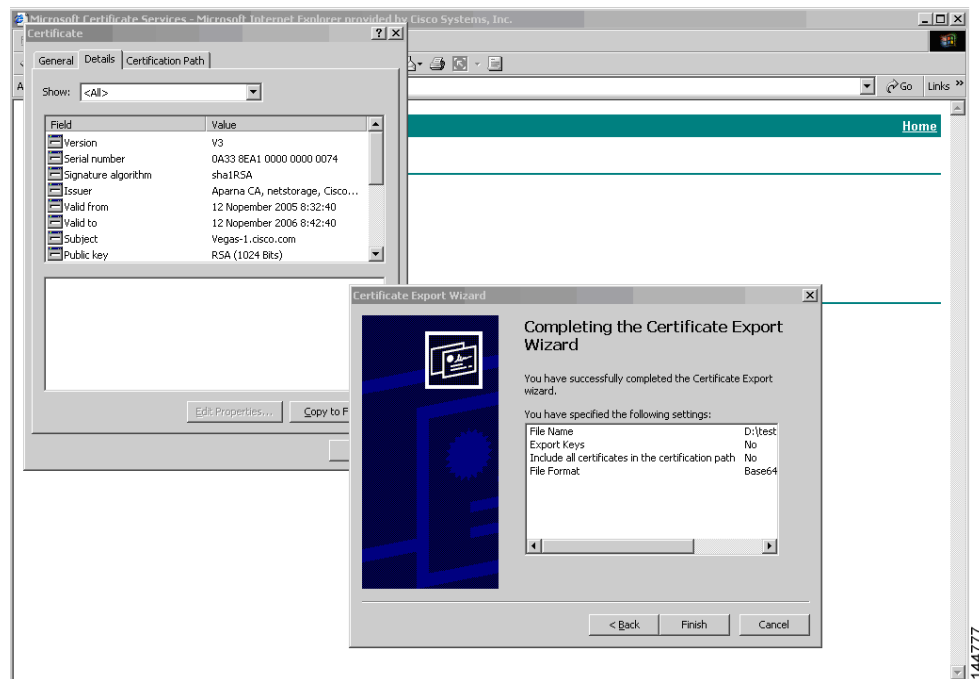 Microsoft Certificate Services - Microsoft Internet Explorer provided by Cisco Systems, Inc.
Certificate
General Details Certification Path
Go Links »
Show: <All>
Home
Field Value
Version V3
Serial number 0A33 8EA1 0000 0000 0074
Signature algorithm sha1RSA
Issuer Aparna CA, netstorage, Cisco...
Valid from 12 Nopember 2005 8:32:40
Valid to 12 Nopember 2006 8:42:40
Subject Vegas-1.cisco.com
Public key RSA (1024 Bits)
Edit Properties... Copy to F
Certificate Export Wizard
Completing the Certificate Export
Wizard
You have successfully completed the Certificate Export
wizard.
You have specified the following settings:
File Name D:\test
Export Keys No
Include all certificates in the certification path No
File Format Base64
< Back Finish Cancel
144777